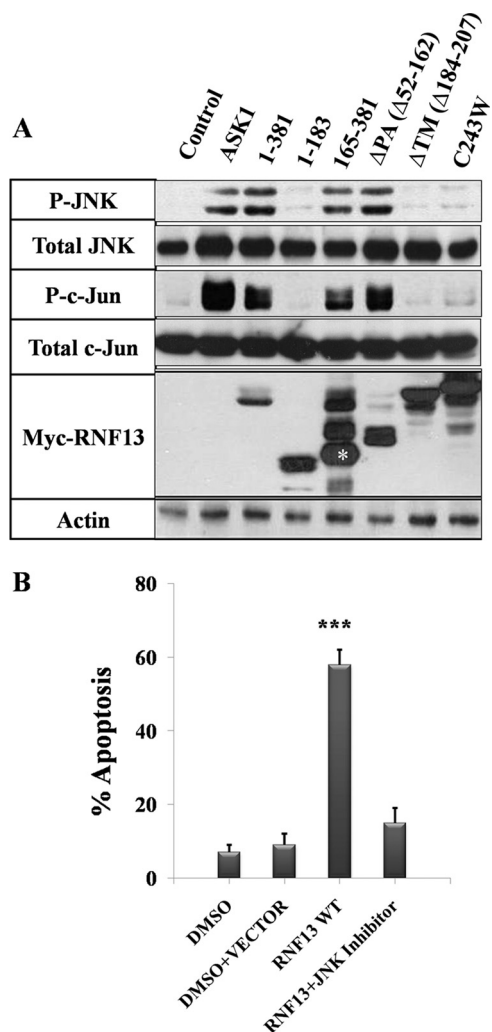 A
Control
ASK1
1-381
1-183
165-381
ΔPA (Δ52-162)
ΔTM (Δ184-207)
C243W
P-JNK
Total JNK
P-c-Jun
Total c-Jun
Myc-RNF13
*
Actin
B
80
60
40
20
0
% Apoptosis
***
DMSO
DMSO+VECTOR
RNF13 WT
RNF13+JNK Inhibitor